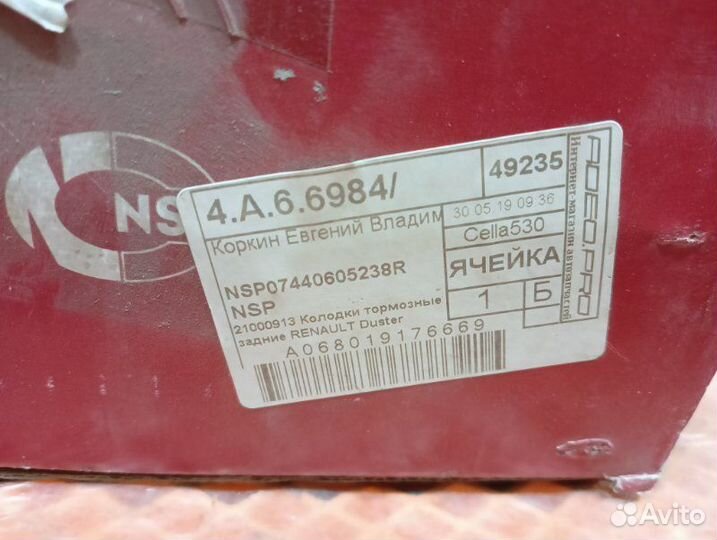 NS
4.A.6.6984/
49235
Коркин Евгений Владим
30.05.19 09:36
Cella530
NSP07440605238R
NSP
ЯЧЕЙКА
1
Б
21000913 Колодки тормозные
задние RENAULT Duster
A068019176669
ADEO.PRO
Интернет-магазин автозапчастей
Avito